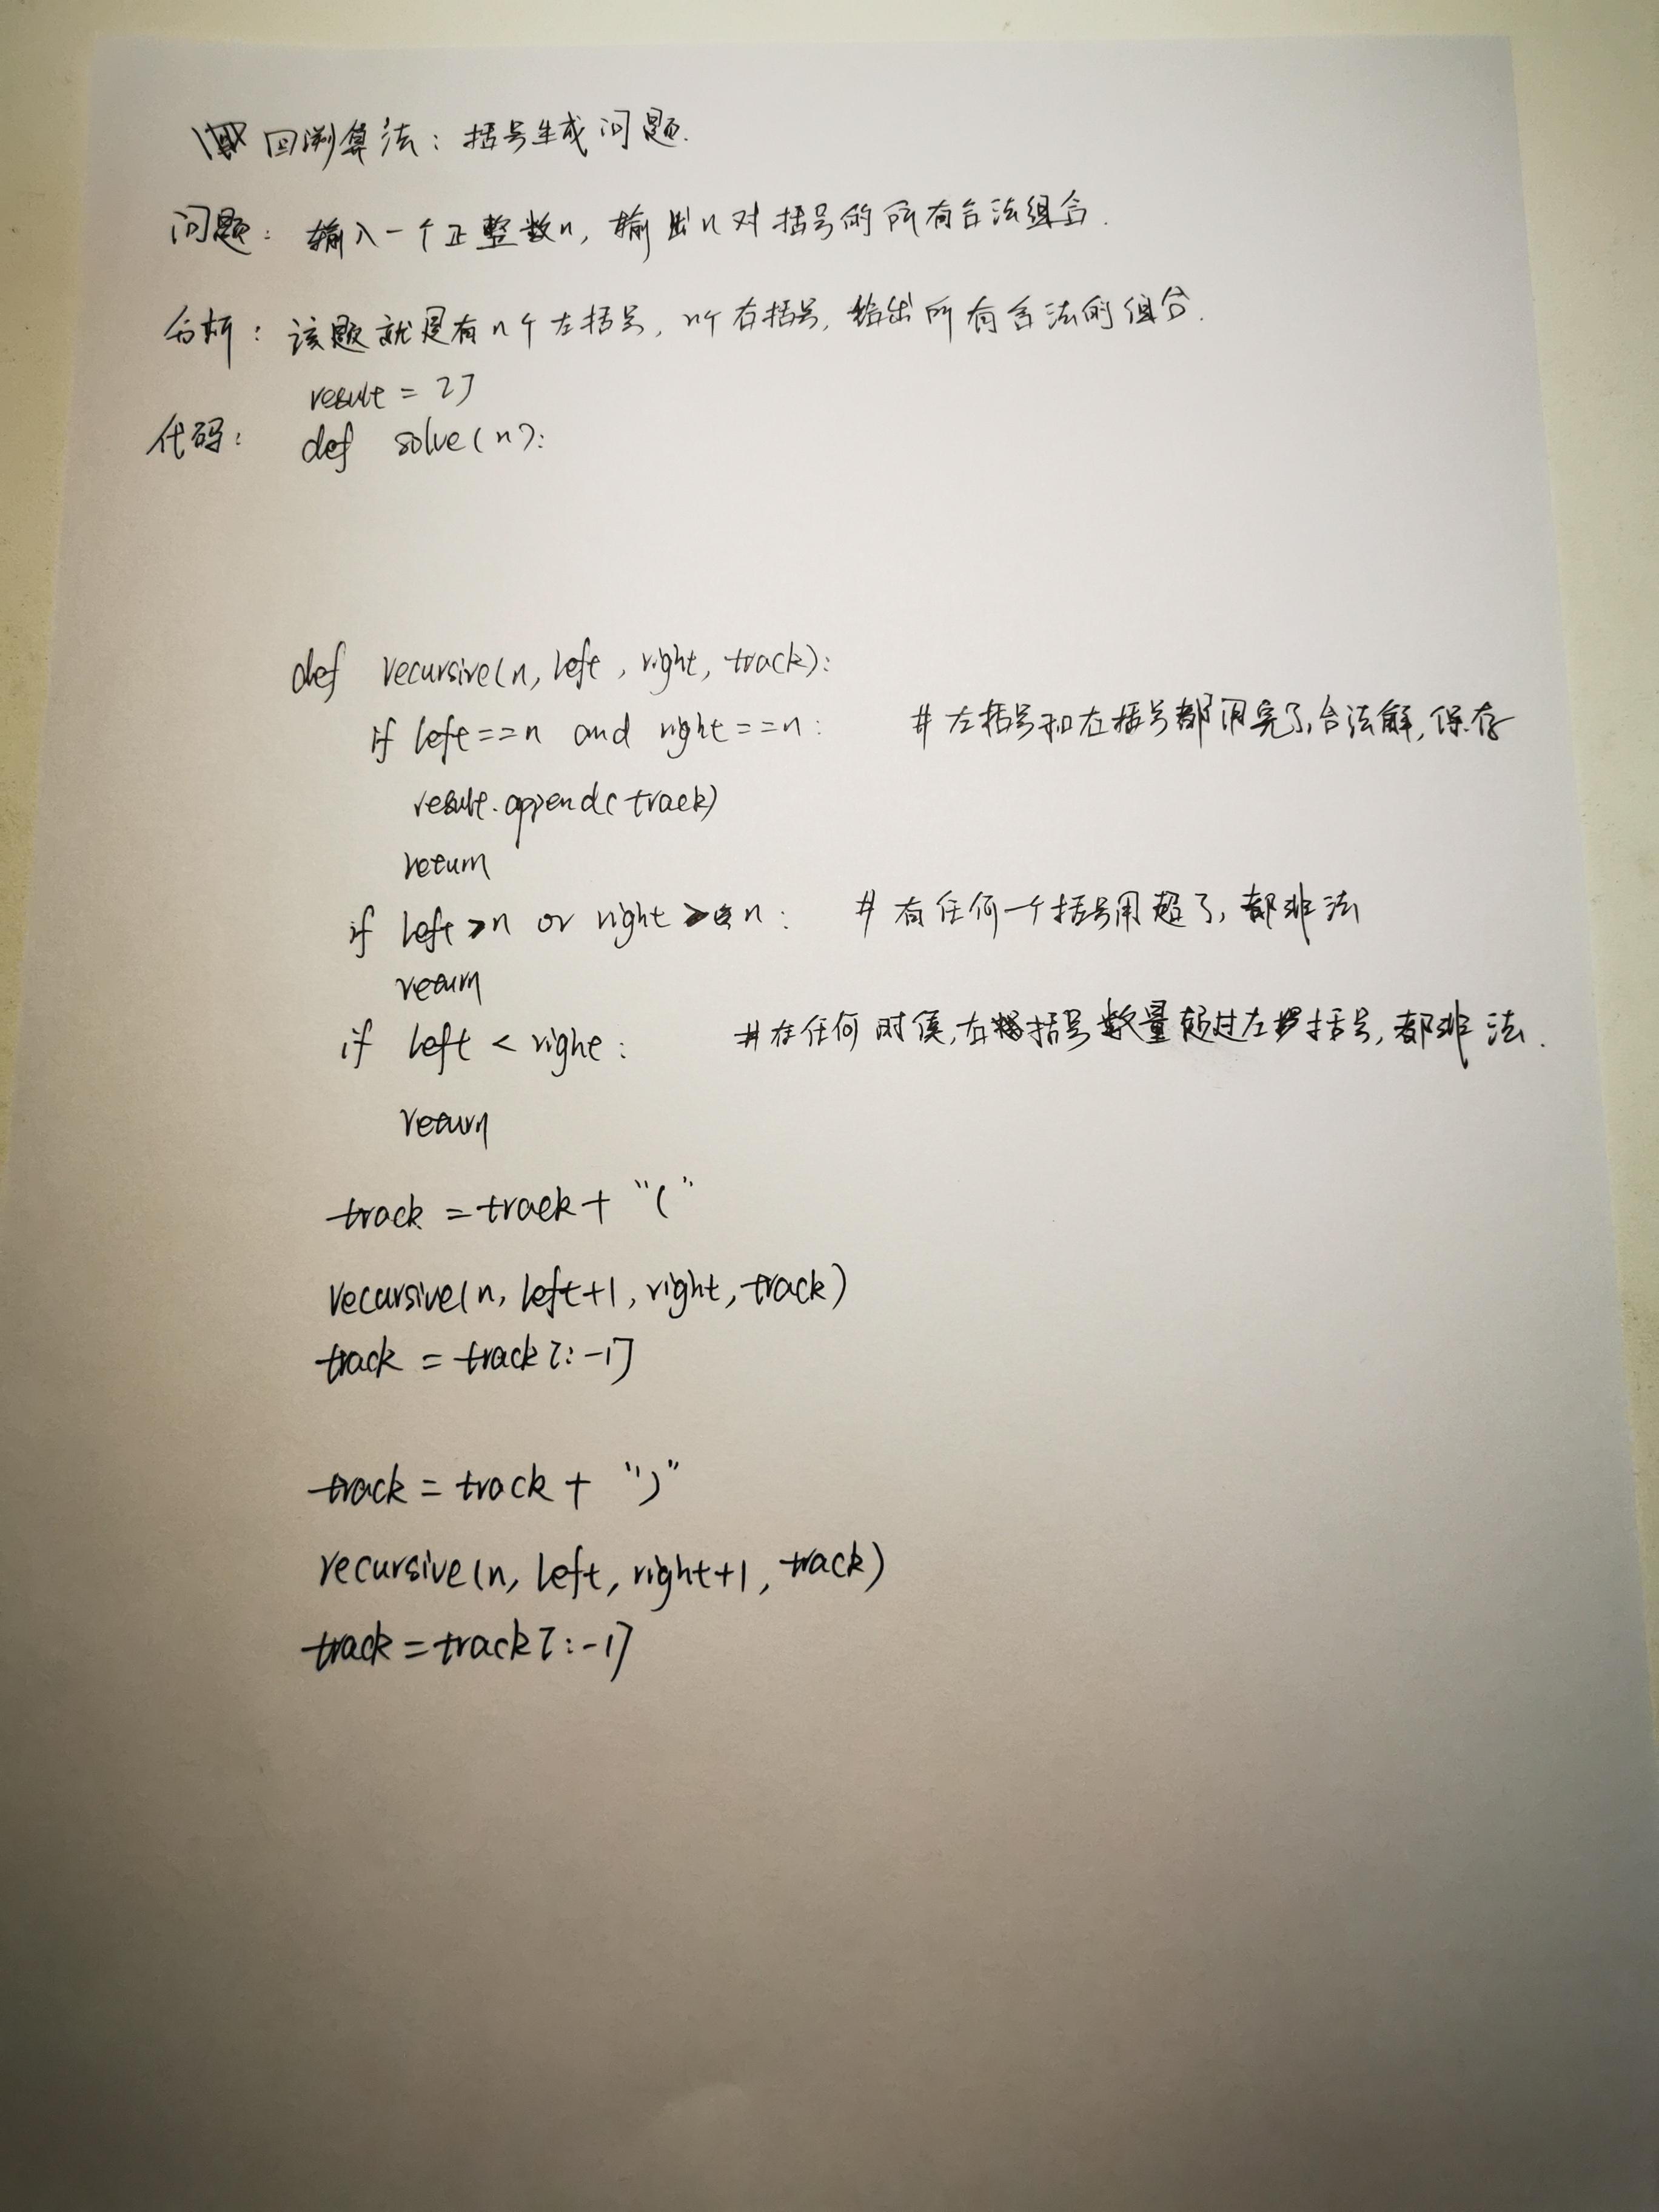 回溯算法：括号生成问题.
问题：输入一个正整数n，输出n对括号的所有合法组合.
分析：该题就是有n个左括号，n个右括号，给出所有合法的组合.
result = []
代码： def solve(n):
def recursive(n, left, right, track):
if left==n and right==n: # 左括号和右括号都用完了,合法解,保存
result.append(track)
return
if left>n or right>n: # 有任何一个括号用超了，都非法
return
if left < right: #在任何时候,右括号数量超过左括号,都非法.
return
track = track + "("
recursive(n, left+1, right, track)
track = track[:-1]
track = track + ")"
recursive(n, left, right+1, track)
track = track[:-1]